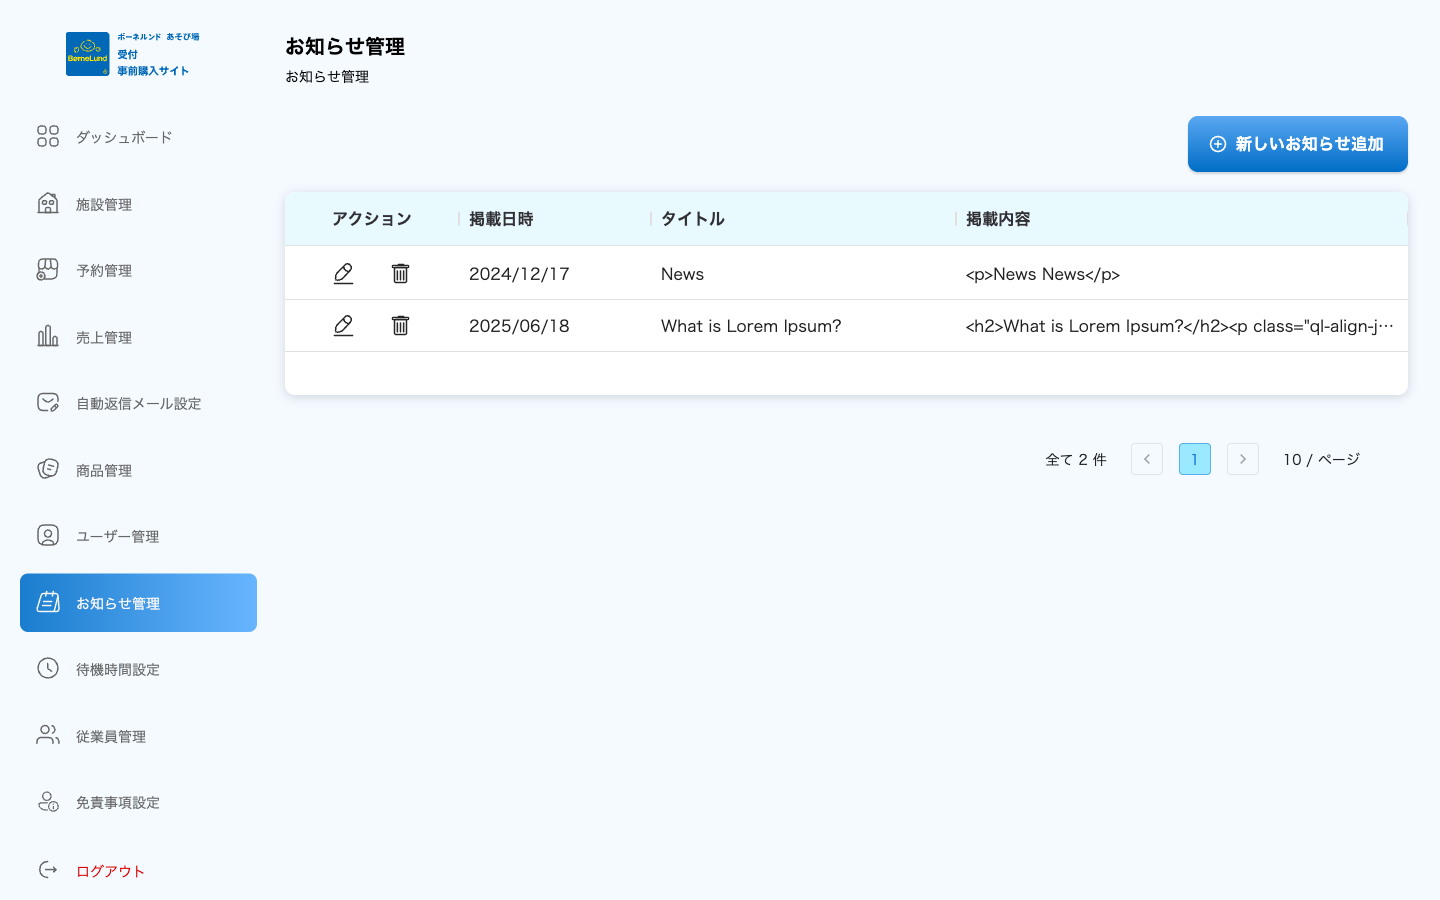 ボーネルンド あそび場
受付
事前購入サイト
BørneLund
ダッシュボード
施設管理
予約管理
売上管理
自動返信メール設定
商品管理
ユーザー管理
お知らせ管理
待機時間設定
従業員管理
免責事項設定
ログアウト
お知らせ管理
お知らせ管理
新しいお知らせ追加
アクション 掲載日時 タイトル 掲載内容
2024/12/17 News <p>News News</p>
2025/06/18 What is Lorem Ipsum? <h2>What is Lorem Ipsum?</h2><p class="ql-align-j…
全て 2 件 1 10 / ページ